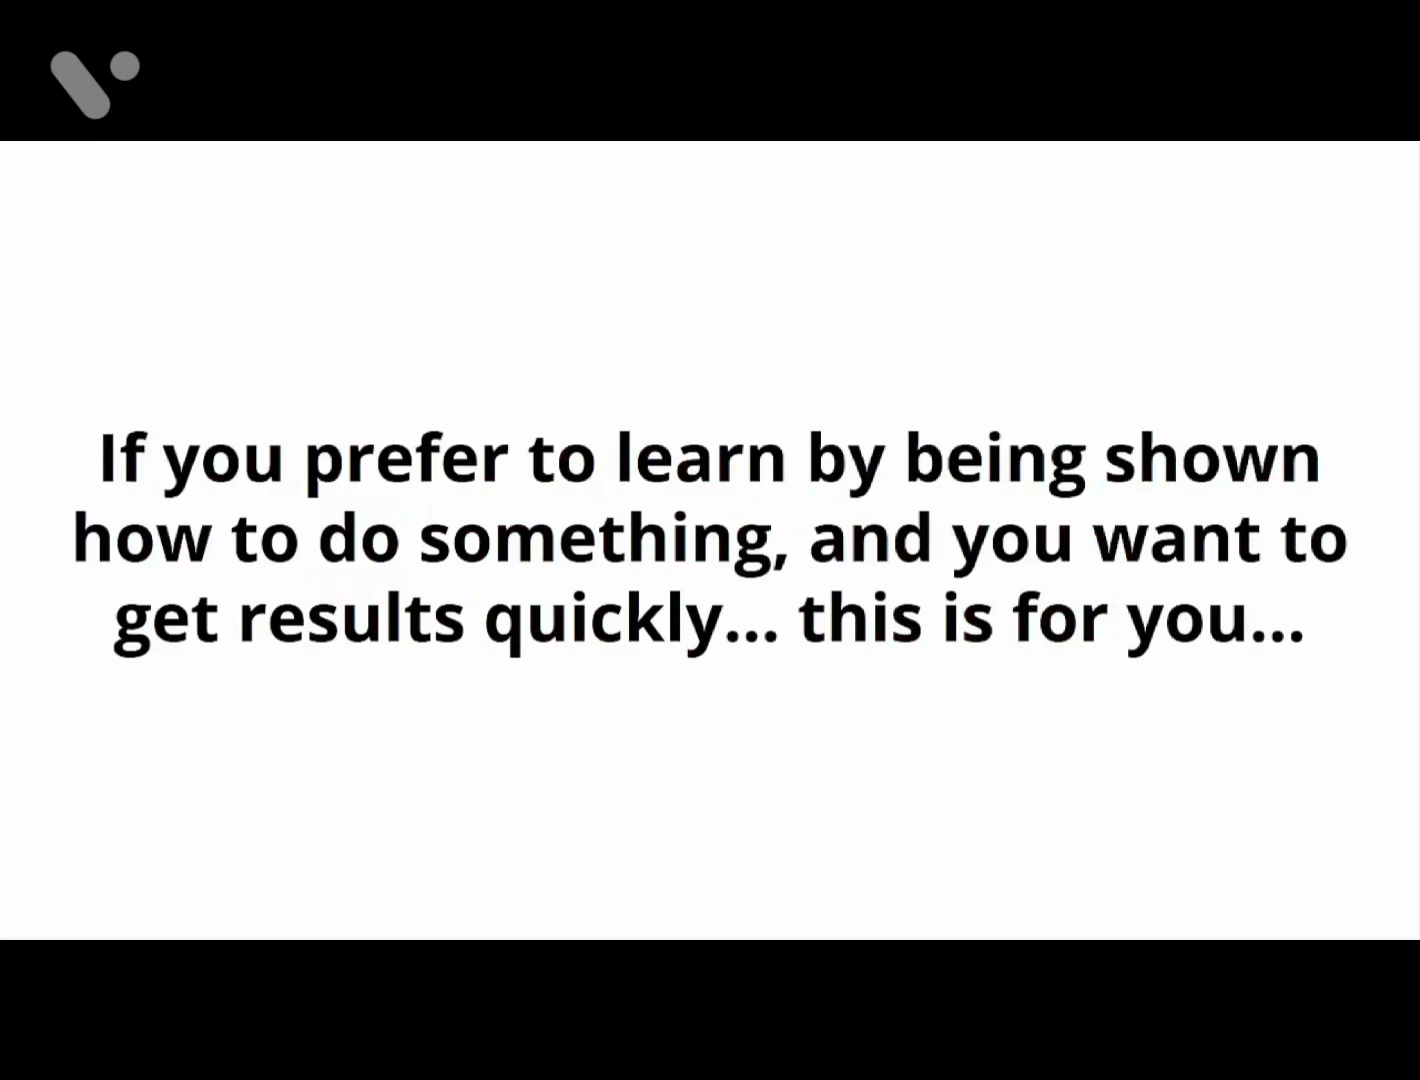 If you prefer to learn by being shown
how to do something, and you want to
get results quickly... this is for you...